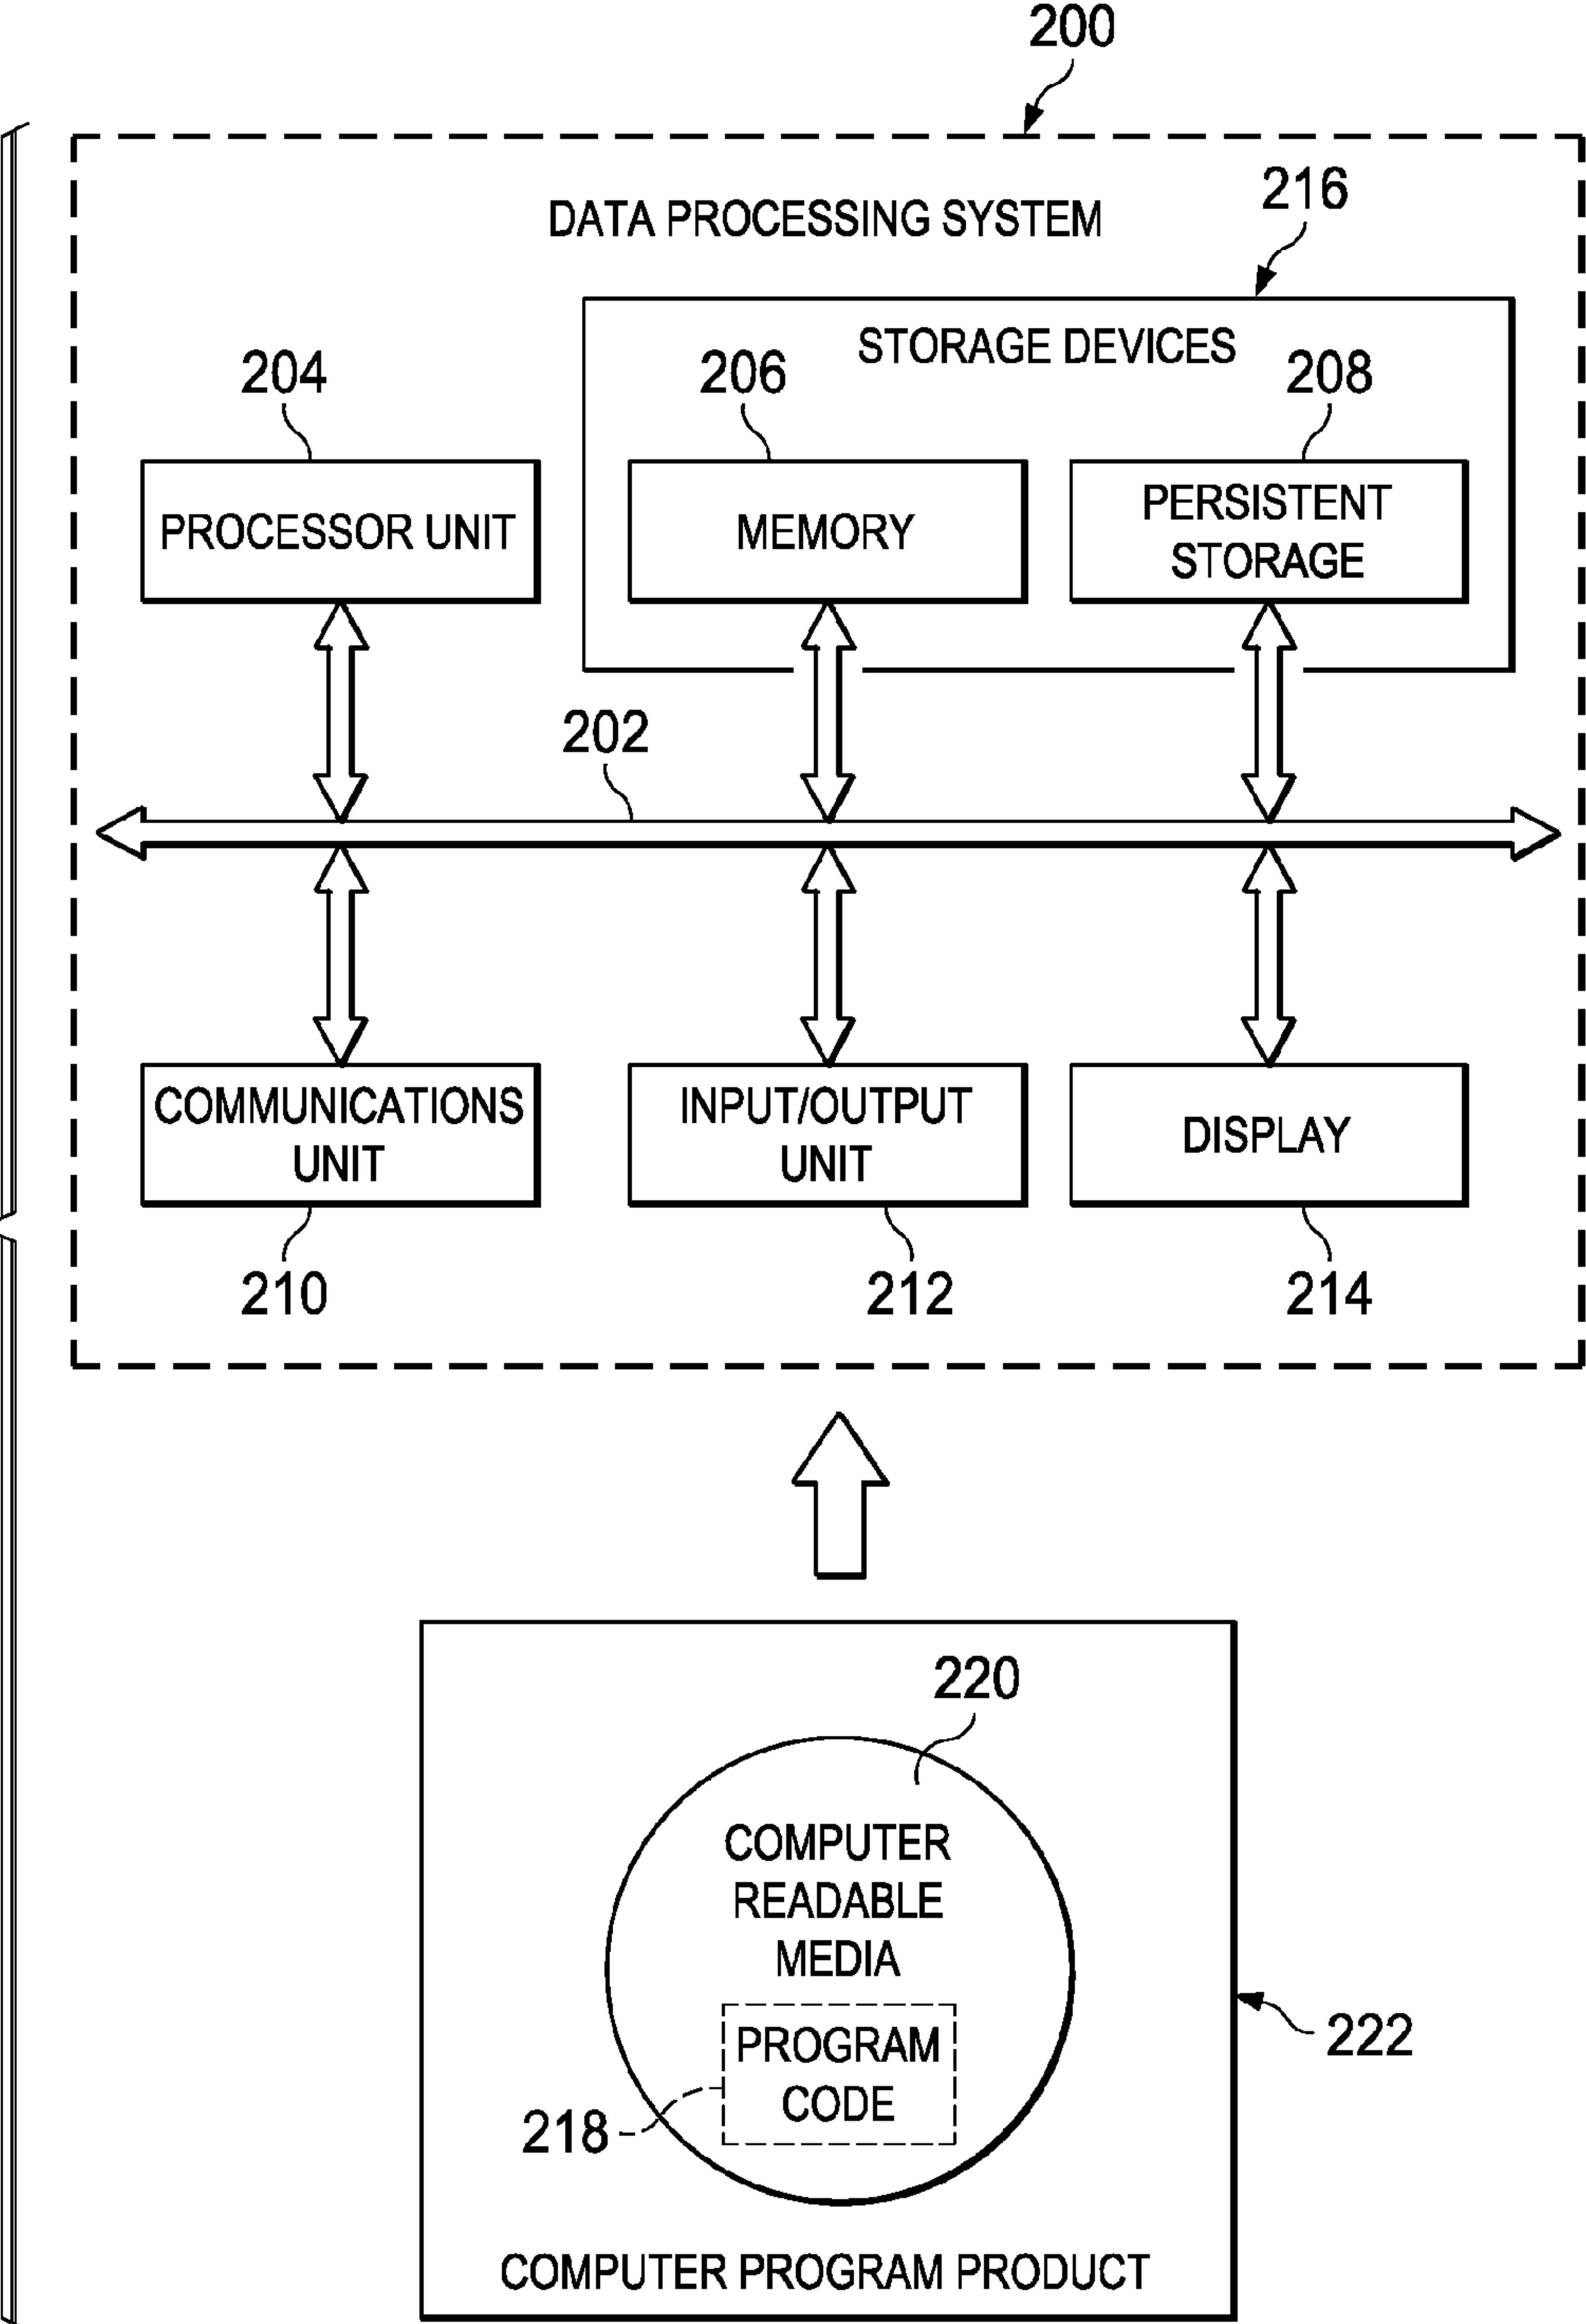 200
DATA PROCESSING SYSTEM
216
STORAGE DEVICES
204
206
208
PROCESSOR UNIT
MEMORY
PERSISTENT
STORAGE
202
COMMUNICATIONS
UNIT
INPUT/OUTPUT
UNIT
DISPLAY
210
212
214
220
COMPUTER
READABLE
MEDIA
PROGRAM
CODE
218
222
COMPUTER PROGRAM PRODUCT